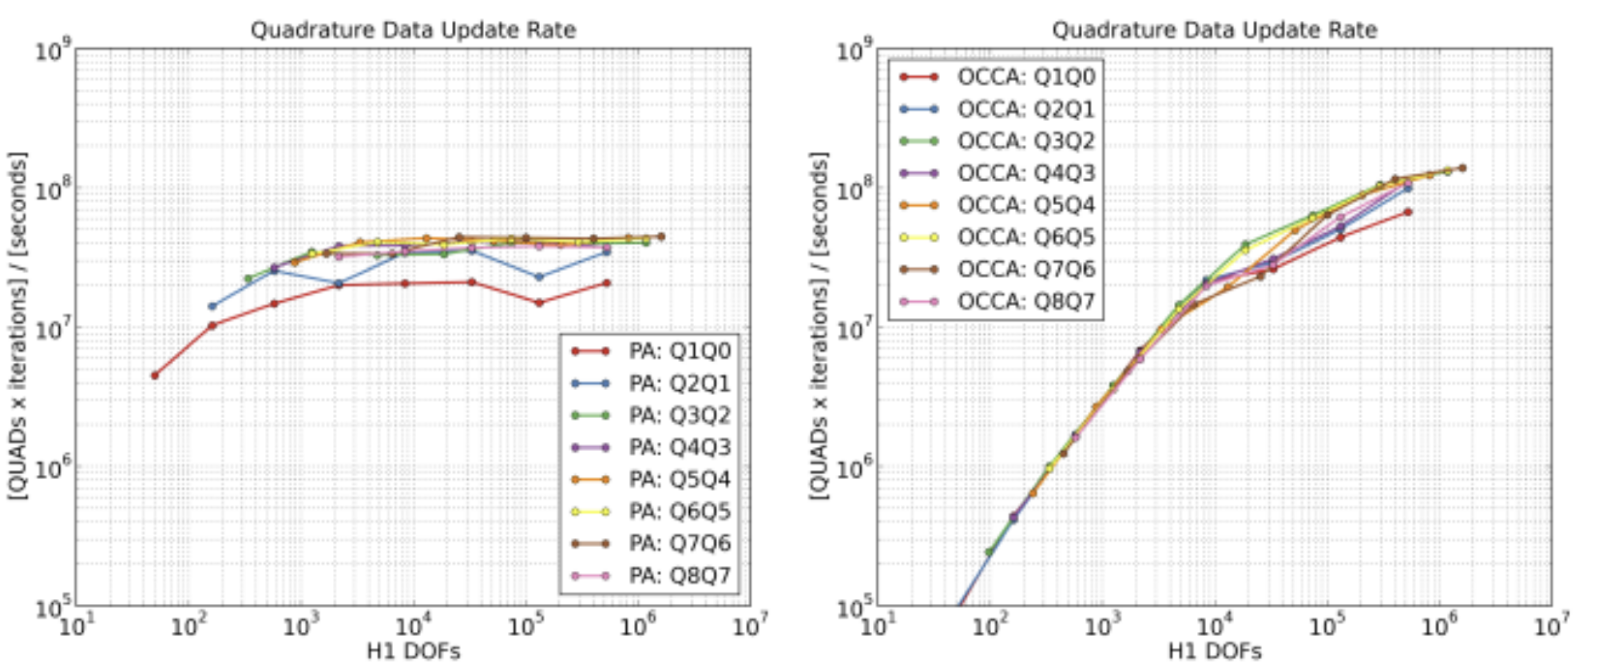 Quadrature Data Update Rate
[QUADs x iterations] / [seconds]
10^9
10^8
10^7
10^6
10^5
PA: Q1Q0
PA: Q2Q1
PA: Q3Q2
PA: Q4Q3
PA: Q5Q4
PA: Q6Q5
PA: Q7Q6
PA: Q8Q7
10^1 10^2 10^3 10^4 10^5 10^6 10^7
H1 DOFs
Quadrature Data Update Rate
[QUADs x iterations] / [seconds]
10^9
10^8
10^7
10^6
10^5
OCCA: Q1Q0
OCCA: Q2Q1
OCCA: Q3Q2
OCCA: Q4Q3
OCCA: Q5Q4
OCCA: Q6Q5
OCCA: Q7Q6
OCCA: Q8Q7
10^1 10^2 10^3 10^4 10^5 10^6 10^7
H1 DOFs